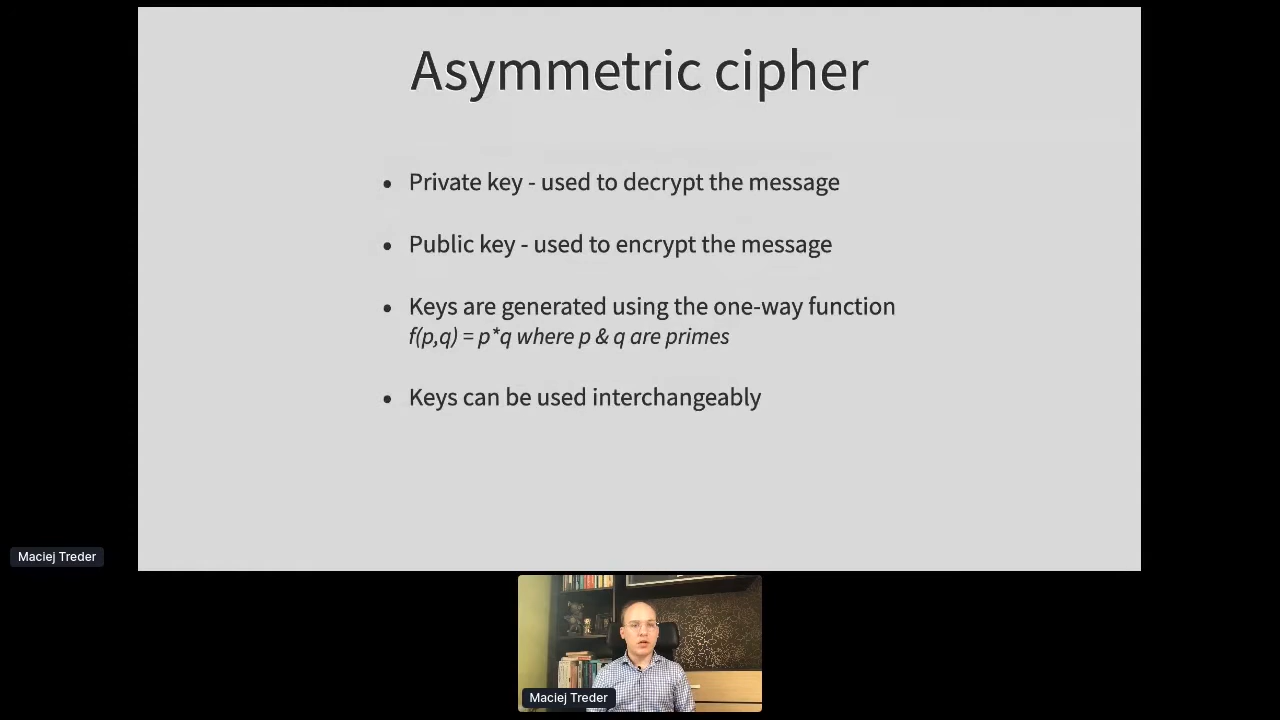 Asymmetric cipher
• Private key - used to decrypt the message
• Public key - used to encrypt the message
• Keys are generated using the one-way function
f(p,q) = p*q where p & q are primes
• Keys can be used interchangeably
Maciej Treder
Maciej Treder